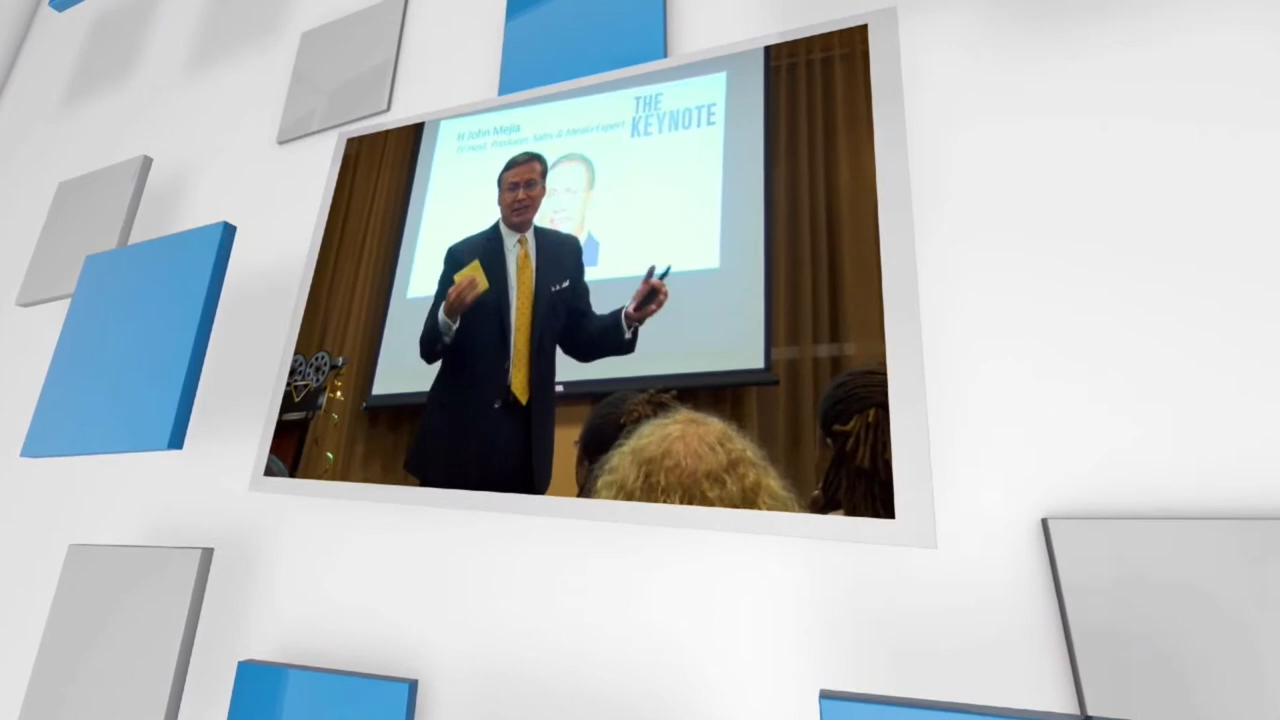 H John Mejia
TV Host, Producer, Sales & Media Expert
THE
KEYNOTE